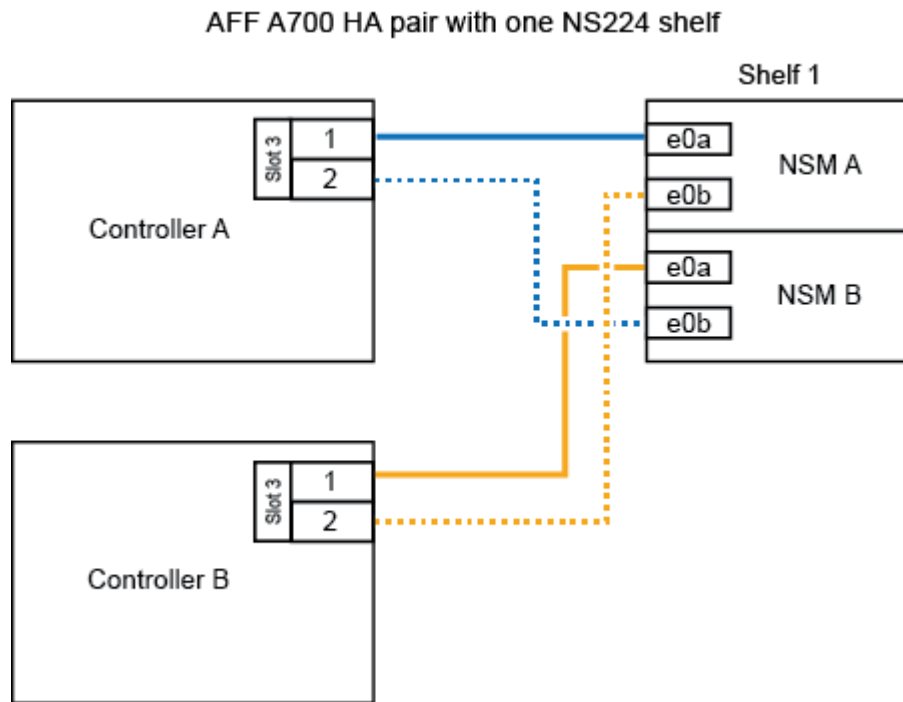 AFF A700 HA pair with one NS224 shelf
Shelf 1
Slot 3
1
2
Controller A
e0a
e0b
NSM A
e0a
e0b
NSM B
Slot 3
1
2
Controller B